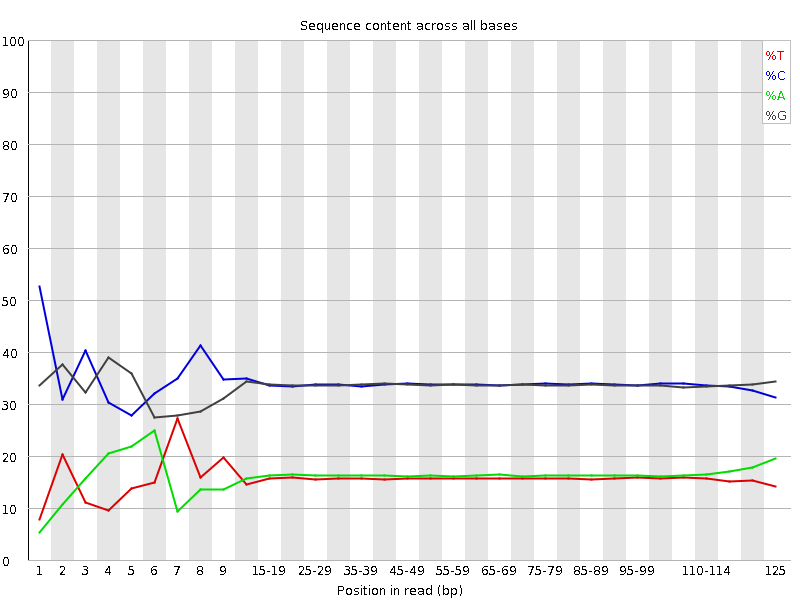 Sequence content across all bases
100
90
80
70
60
50
40
30
20
10
0
%T
%C
%A
%G
1 2 3 4 5 6 7 8 9 15-19 25-29 35-39 45-49 55-59 65-69 75-79 85-89 95-99 110-114 125
Position in read (bp)